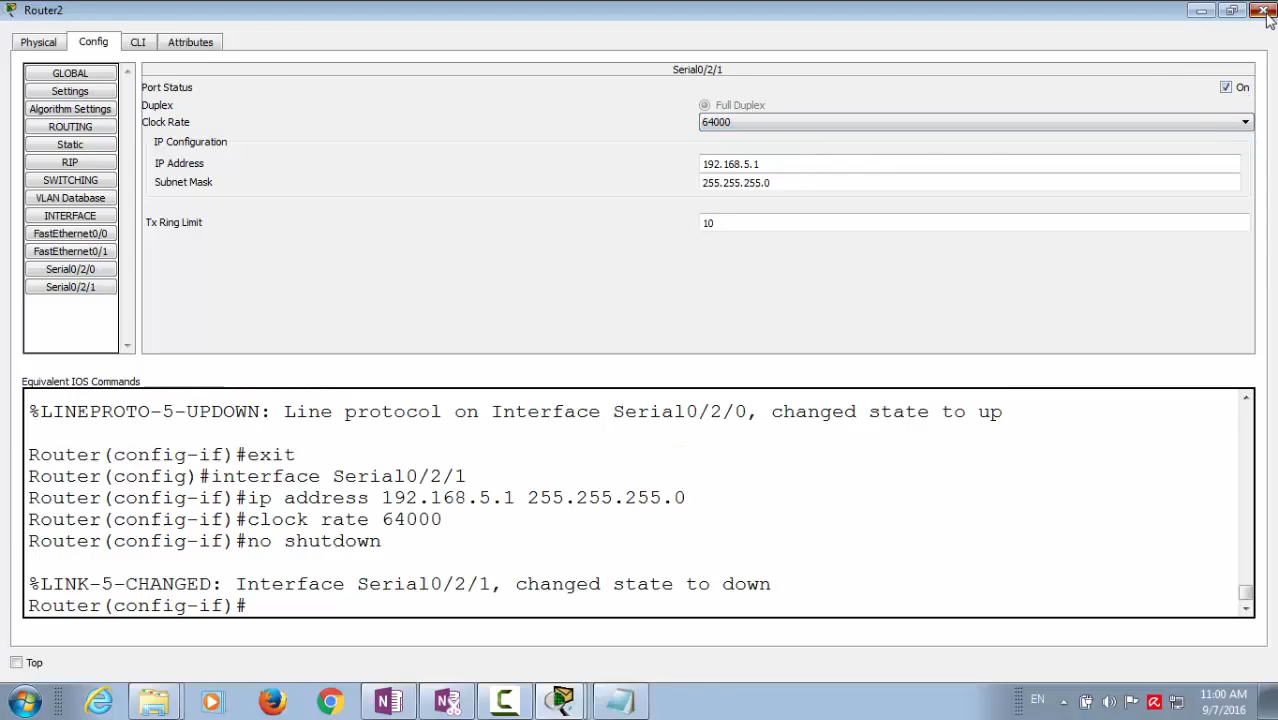 Router2
Physical
Config
CLI
Attributes
GLOBAL
Settings
Algorithm Settings
ROUTING
Static
RIP
SWITCHING
VLAN Database
INTERFACE
FastEthernet0/0
FastEthernet0/1
Serial0/2/0
Serial0/2/1
Serial0/2/1
Port Status
On
Duplex
Full Duplex
Clock Rate
64000
IP Configuration
IP Address
192.168.5.1
Subnet Mask
255.255.255.0
Tx Ring Limit
10
Equivalent IOS Commands
%LINEPROTO-5-UPDOWN: Line protocol on Interface Serial0/2/0, changed state to up
Router(config-if)#exit
Router(config)#interface Serial0/2/1
Router(config-if)#ip address 192.168.5.1 255.255.255.0
Router(config-if)#clock rate 64000
Router(config-if)#no shutdown
%LINK-5-CHANGED: Interface Serial0/2/1, changed state to down
Router(config-if)#
Top
EN
11:00 AM
9/7/2016